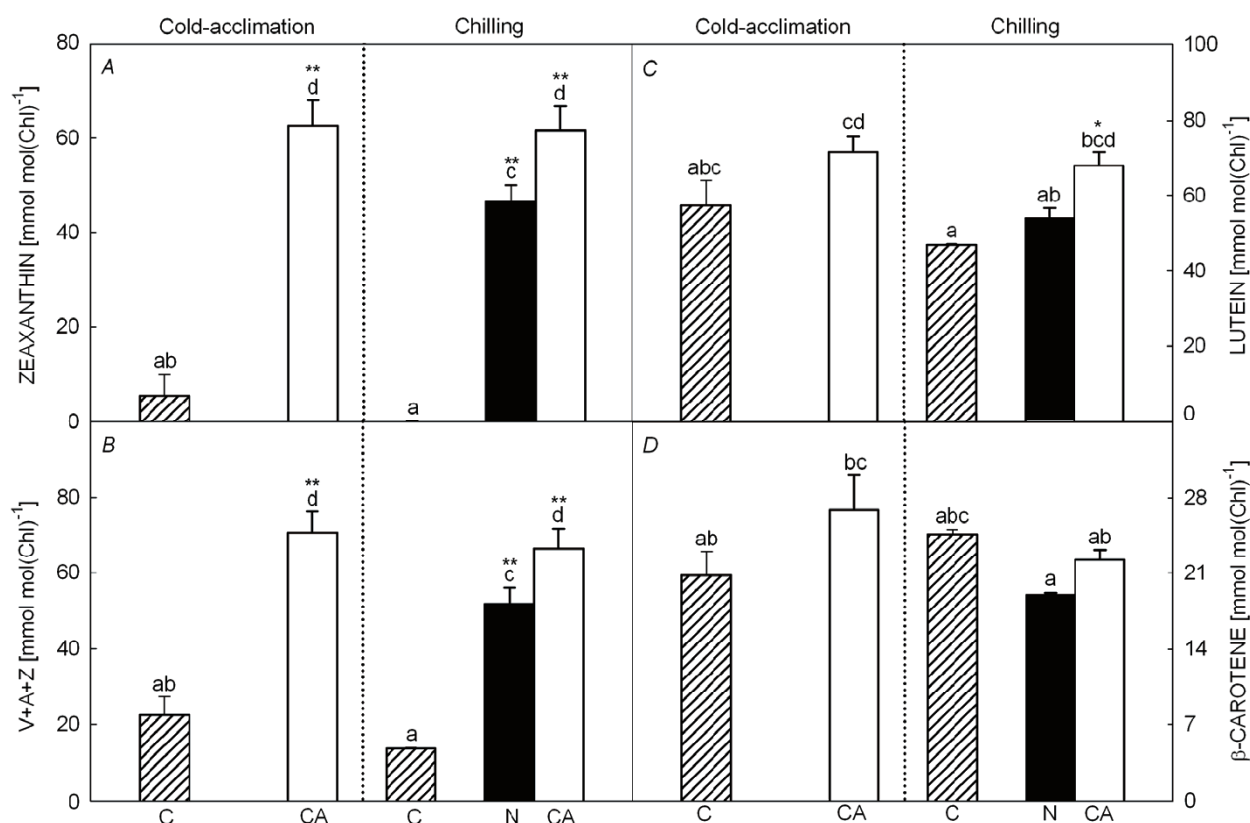 Cold-acclimation Chilling Cold-acclimation Chilling
A
ZEAXANTHIN [mmol mol(Chl)⁻¹]
80
60
40
20
0
ab
**
d
a
**
c
**
d
C
LUTEIN [mmol mol(Chl)⁻¹]
100
80
60
40
20
0
abc
cd
a
ab
*
bcd
B
V+A+Z [mmol mol(Chl)⁻¹]
80
60
40
20
0
ab
**
d
a
**
c
**
d
C CA C N CA
D
β-CAROTENE [mmol mol(Chl)⁻¹]
28
21
14
7
0
ab
bc
abc
a
ab
C CA C N CA